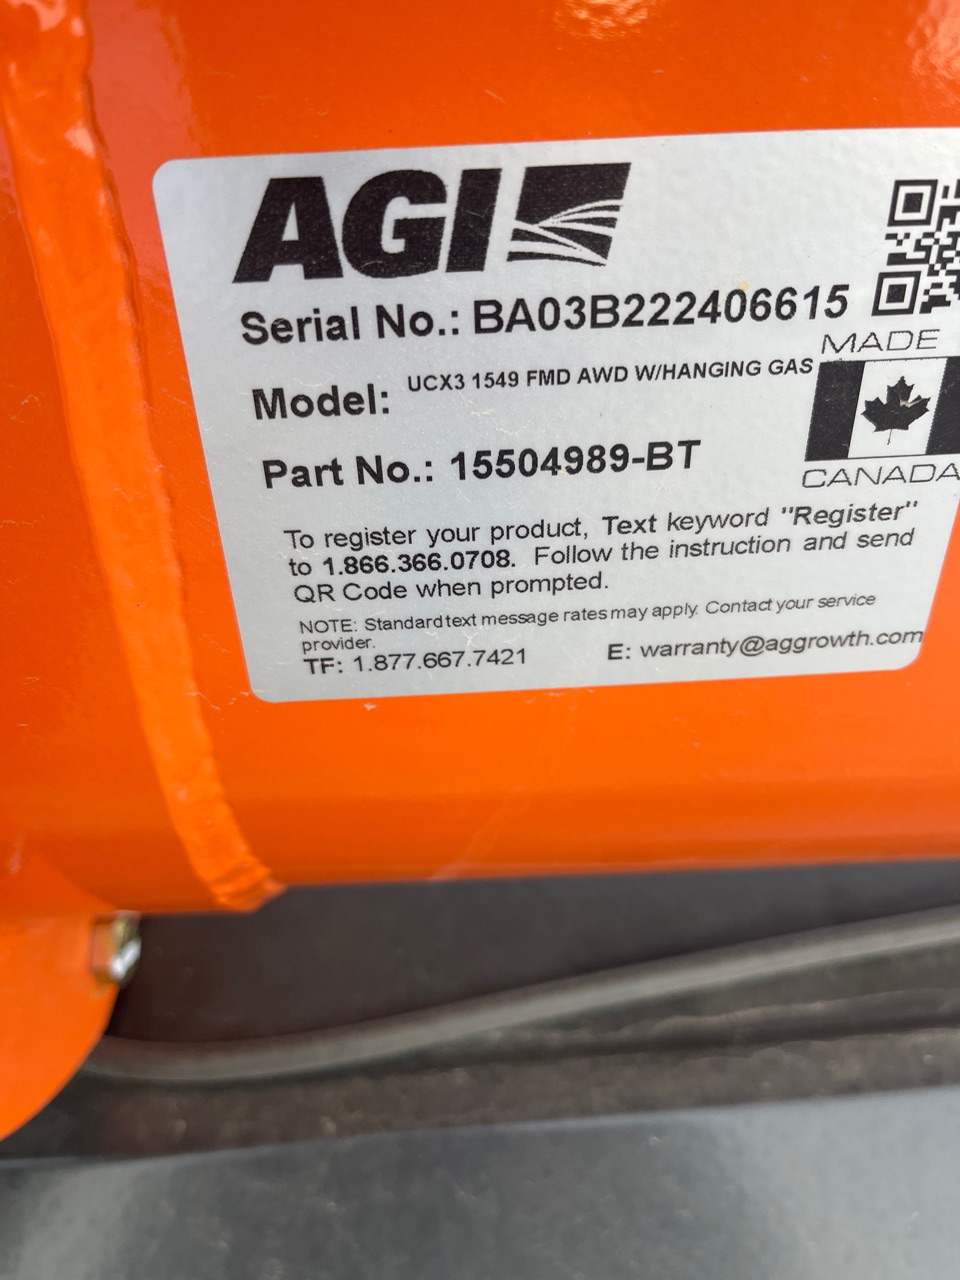 AGI
Serial No.: BA03B222406615
Model: UCX3 1549 FMD AWD W/HANGING GAS
MADE
CANADA
Part No.: 15504989-BT
To register your product, Text keyword "Register"
to 1.866.366.0708. Follow the instruction and send
QR Code when prompted.
NOTE: Standard text message rates may apply. Contact your service
provider.
TF: 1.877.667.7421 E: warranty@aggrowth.com